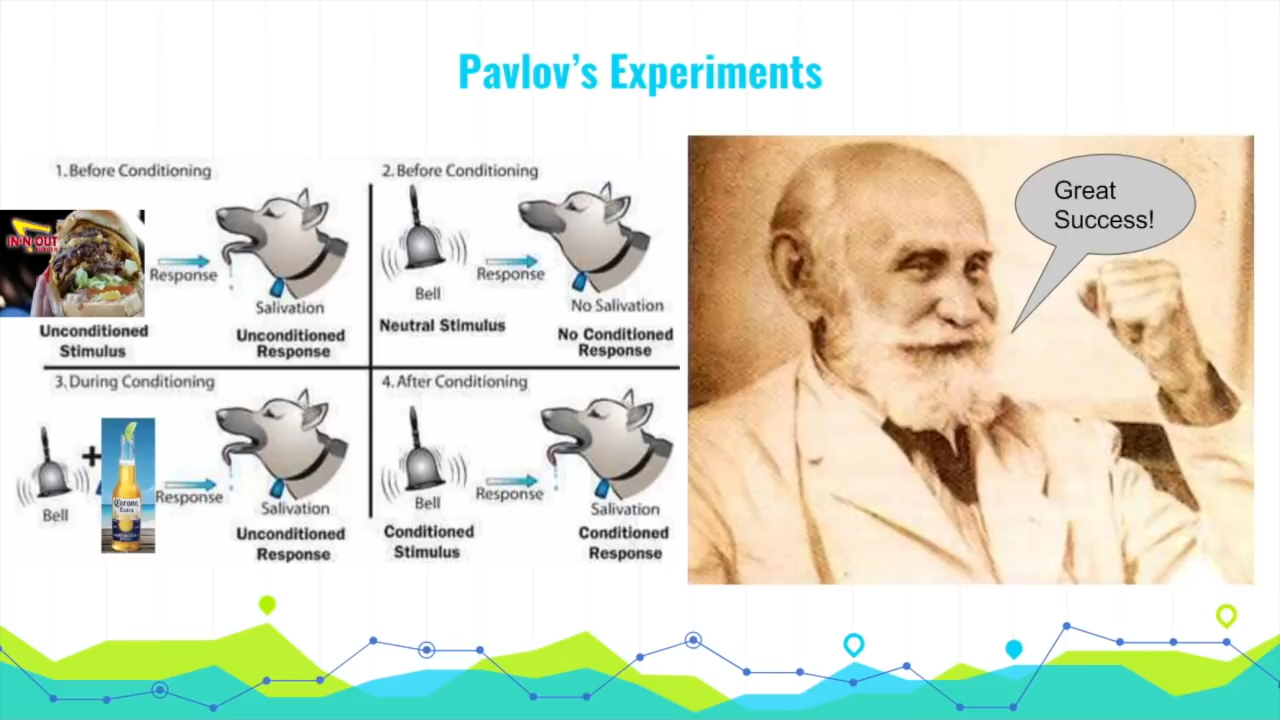 Pavlov's Experiments
1. Before Conditioning
IN-N-OUT
Response
Salivation
Unconditioned
Stimulus
Unconditioned
Response
2. Before Conditioning
Response
Bell
No Salivation
Neutral Stimulus
No Conditioned
Response
3. During Conditioning
+
Corona
Extra
Response
Bell
Salivation
Unconditioned
Response
4. After Conditioning
Response
Bell
Salivation
Conditioned
Stimulus
Conditioned
Response
Great
Success!